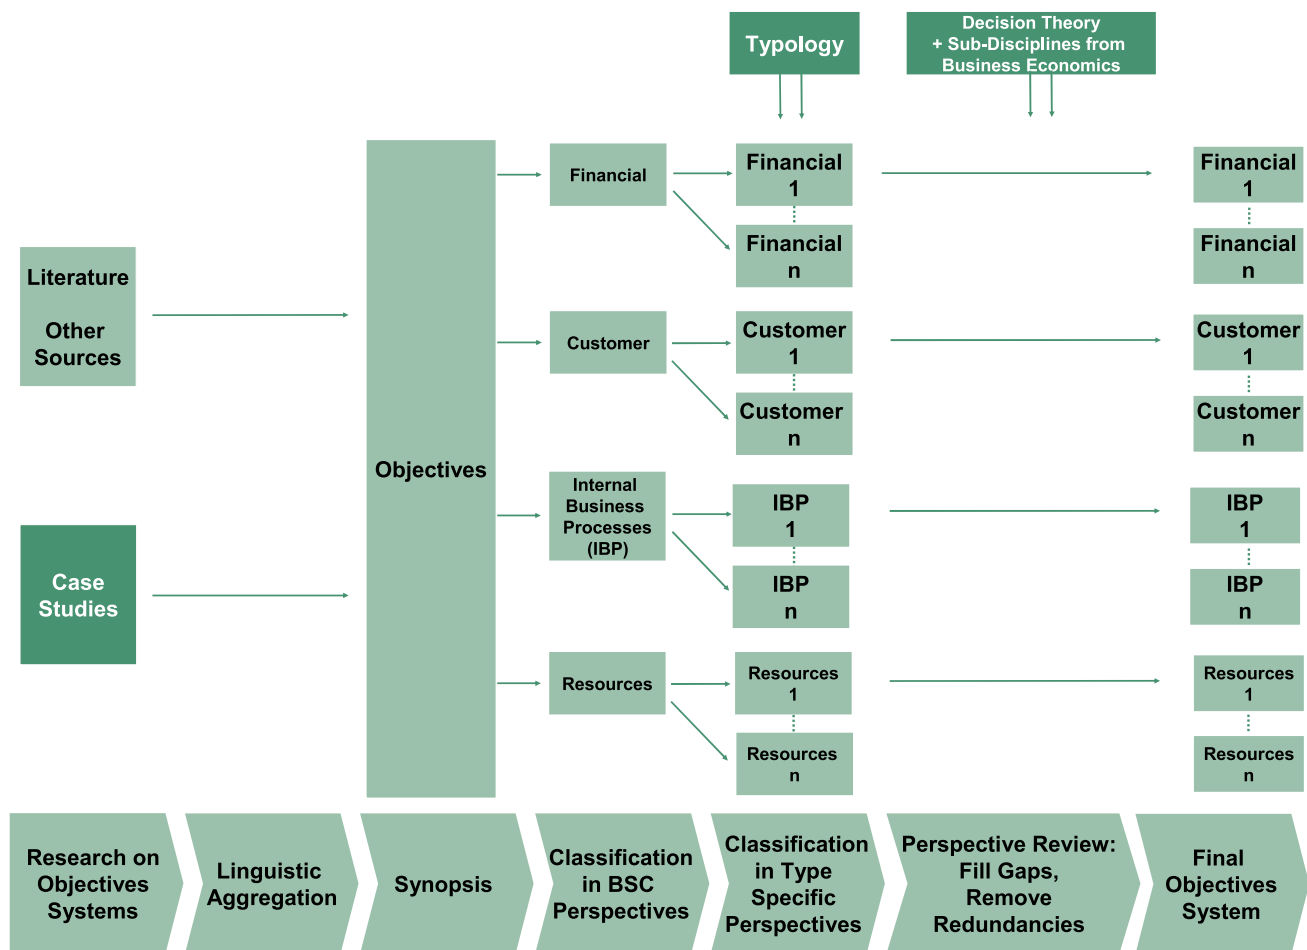 Typology
Decision Theory
+ Sub-Disciplines from
Business Economics
Literature
Other
Sources
Case
Studies
Objectives
Financial
Customer
Internal
Business
Processes
(IBP)
Resources
Financial
1
Financial
n
Customer
1
Customer
n
IBP
1
IBP
n
Resources
1
Resources
n
Financial
1
Financial
n
Customer
1
Customer
n
IBP
1
IBP
n
Resources
1
Resources
n
Research on
Objectives
Systems
Linguistic
Aggregation
Synopsis
Classification
in BSC
Perspectives
Classification
in Type
Specific
Perspectives
Perspective Review:
Fill Gaps,
Remove
Redundancies
Final
Objectives
System